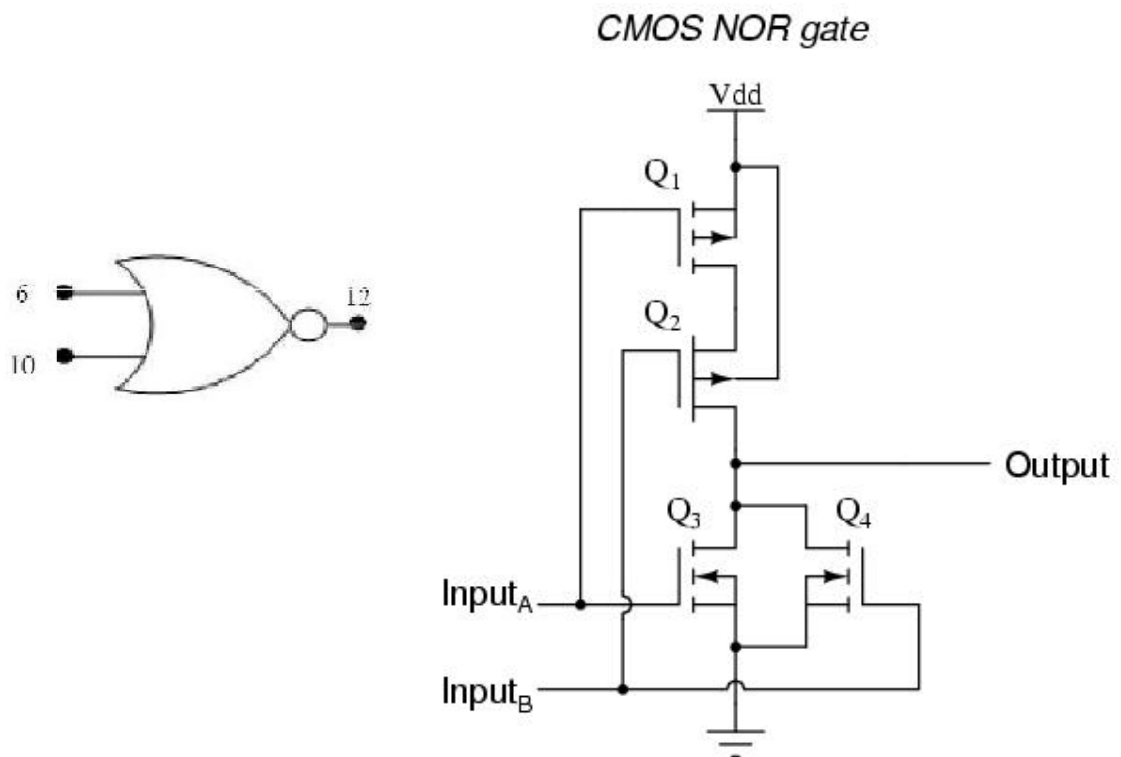 CMOS NOR gate
Vdd
Q1
6
12
Q2
10
Output
Q3
Q4
InputA
InputB